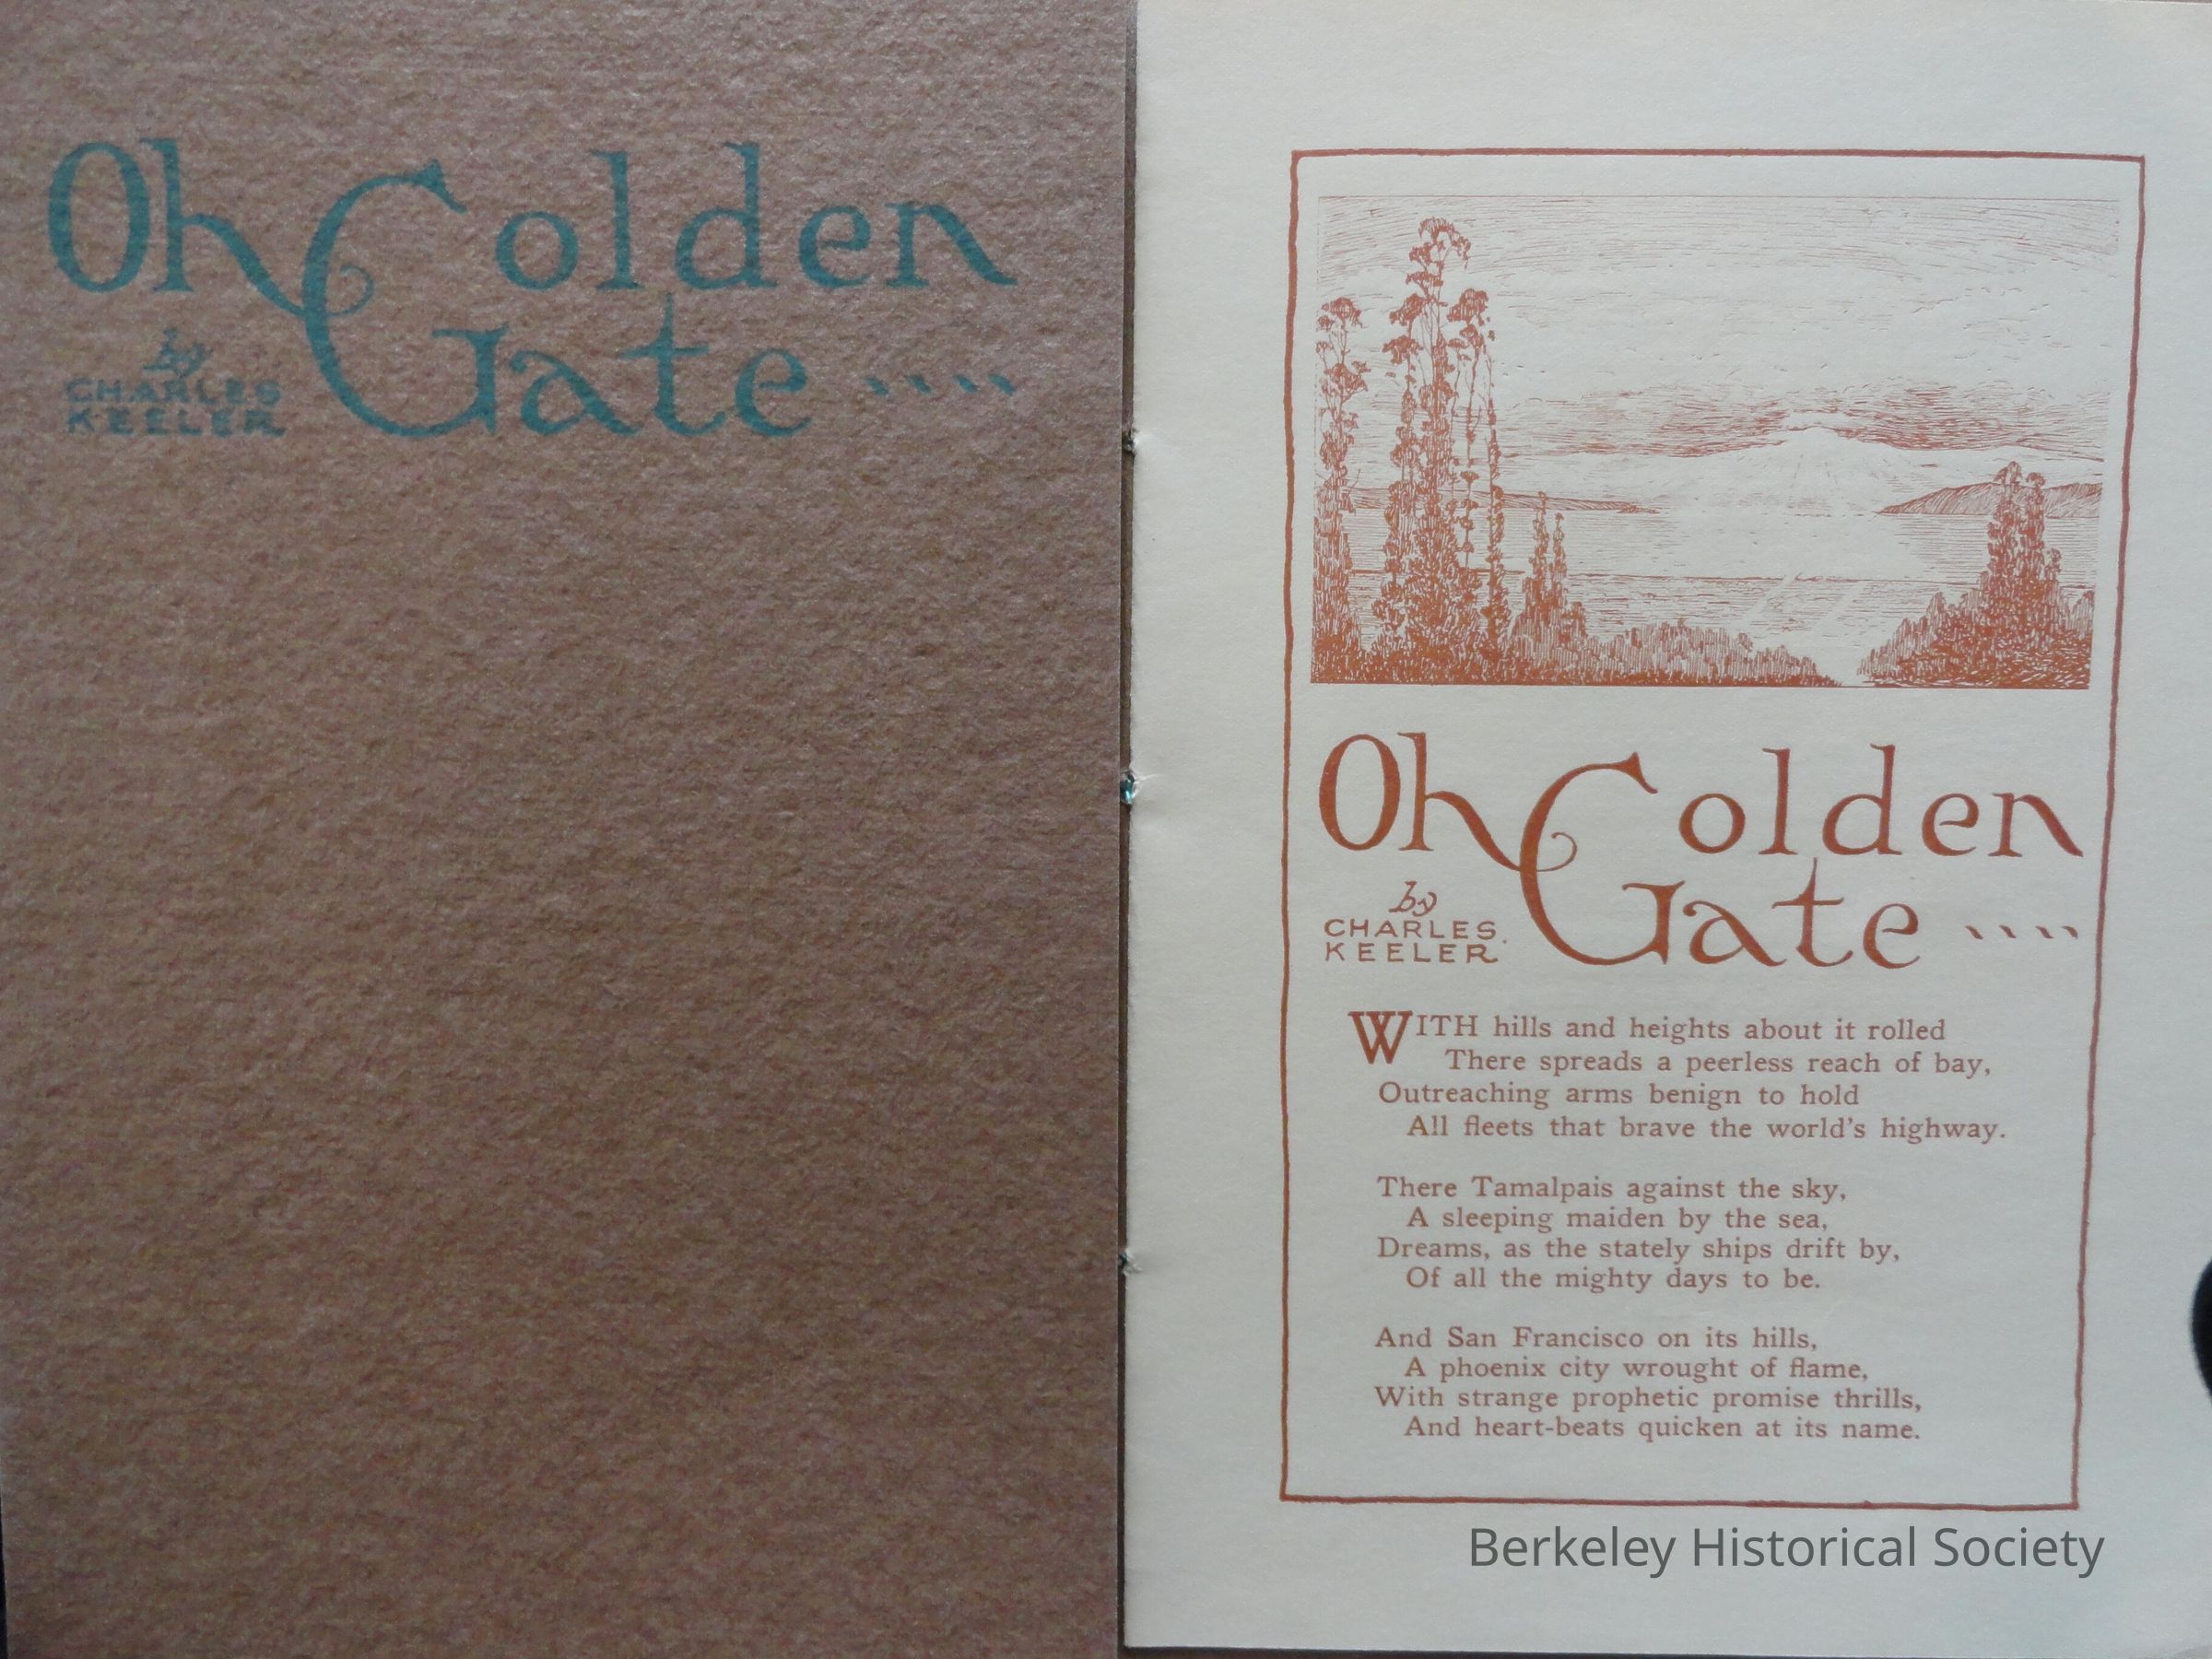 Oh Golden
Gate
by
CHARLES
KEELER
Oh Golden
Gate
by
CHARLES
KEELER
WITH hills and heights about it rolled
There spreads a peerless reach of bay,
Outreaching arms benign to hold
All fleets that brave the world's highway.
There Tamalpais against the sky,
A sleeping maiden by the sea,
Dreams, as the stately ships drift by,
Of all the mighty days to be.
And San Francisco on its hills,
A phoenix city wrought of flame,
With strange prophetic promise thrills,
And heart-beats quicken at its name.
Berkeley Historical Society